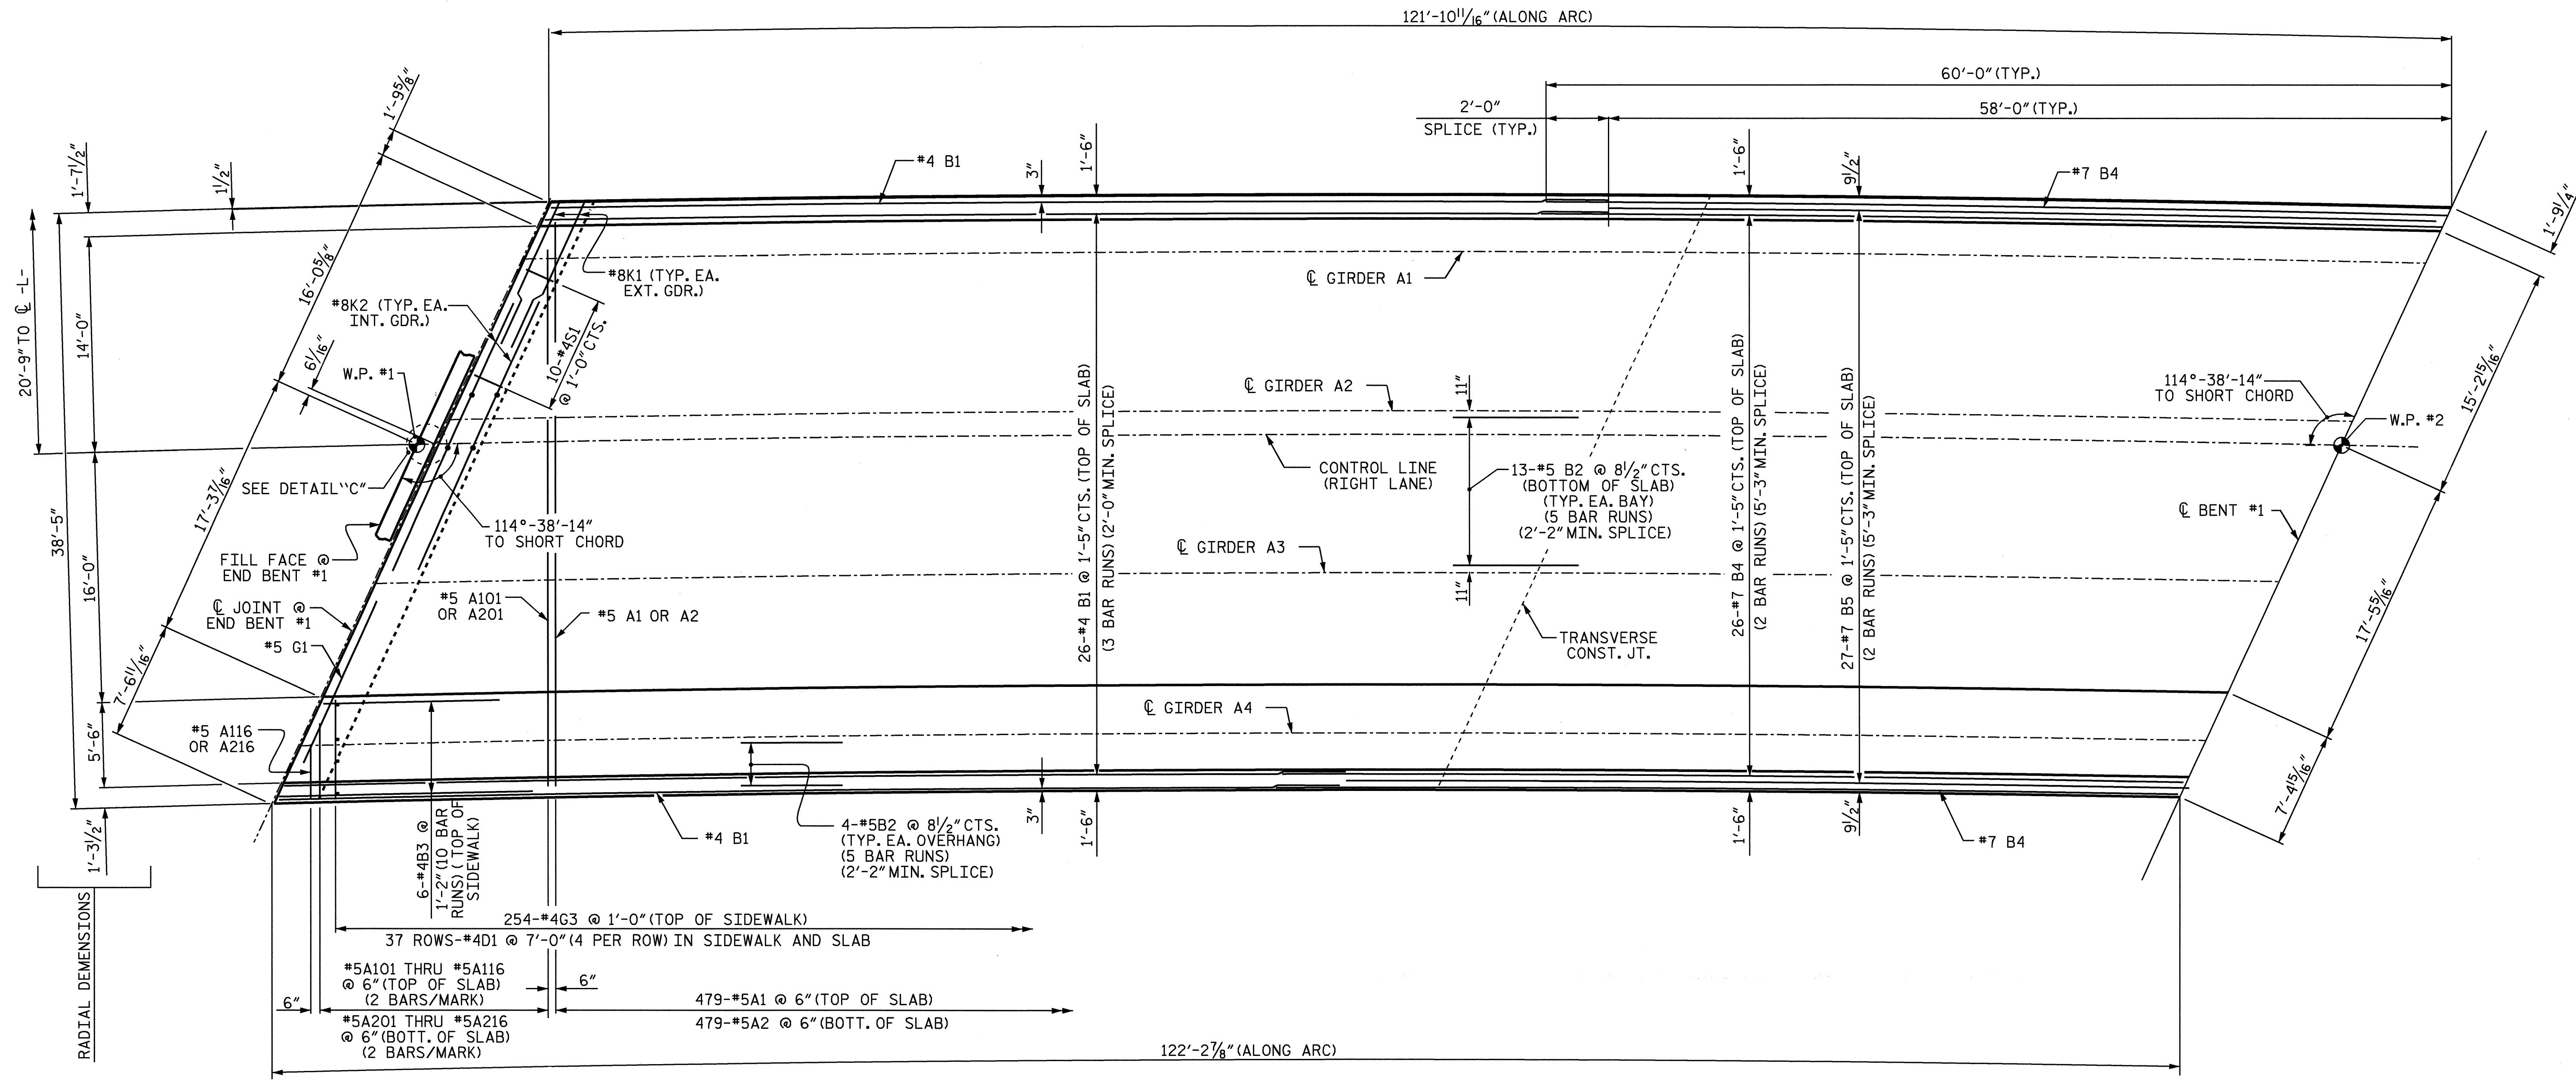 121'-10 11/16" (ALONG ARC)
60'-0" (TYP.)
2'-0"
SPLICE (TYP.)
58'-0" (TYP.)
1'-9 5/8"
1'-7 1/2"
1 1/2"
#4 B1
3"
1'-6"
1'-6"
9 1/2"
#7 B4
1'-9 1/4"
20'-9" TO ℄ -L-
38'-5"
14'-0"
16'-0 5/8"
6 1/16"
#8K1 (TYP. EA.
EXT. GDR.)
#8K2 (TYP. EA.
INT. GDR.)
10-#4S1
@ 1'-0" CTS.
W.P. #1
℄ GIRDER A1
℄ GIRDER A2
11"
26-#4 B1 @ 1'-5" CTS. (TOP OF SLAB)
(3 BAR RUNS) (2'-0" MIN. SPLICE)
26-#7 B4 @ 1'-5" CTS. (TOP OF SLAB)
(2 BAR RUNS) (5'-3" MIN. SPLICE)
27-#7 B5 @ 1'-5" CTS. (TOP OF SLAB)
(2 BAR RUNS) (5'-3" MIN. SPLICE)
114°-38'-14"
TO SHORT CHORD
W.P. #2
15'-2 15/16"
CONTROL LINE
(RIGHT LANE)
13-#5 B2 @ 8 1/2" CTS.
(BOTTOM OF SLAB)
(TYP. EA. BAY)
(5 BAR RUNS)
(2'-2" MIN. SPLICE)
℄ BENT #1
SEE DETAIL "C"
17'-3 7/16"
16'-0"
114°-38'-14"
TO SHORT CHORD
FILL FACE @
END BENT #1
℄ GIRDER A3
11"
℄ JOINT @
END BENT #1
#5 A101
OR A201
#5 A1 OR A2
#5 G1
TRANSVERSE
CONST. JT.
17'-5 5/16"
7'-6 11/16"
℄ GIRDER A4
#5 A116
OR A216
5'-6"
1'-3 1/2"
6-#4B3 @
1'-2" (10 BAR
RUNS) ( TOP OF
SIDEWALK)
#4 B1
4-#5B2 @ 8 1/2" CTS.
(TYP. EA. OVERHANG)
(5 BAR RUNS)
(2'-2" MIN. SPLICE)
3"
1'-6"
1'-6"
9 1/2"
#7 B4
7'-4 15/16"
RADIAL DEMENSIONS
254-#4G3 @ 1'-0" (TOP OF SIDEWALK)
37 ROWS-#4D1 @ 7'-0" (4 PER ROW) IN SIDEWALK AND SLAB
#5A101 THRU #5A116
@ 6" (TOP OF SLAB)
(2 BARS/MARK)
6"
6"
479-#5A1 @ 6" (TOP OF SLAB)
#5A201 THRU #5A216
@ 6" (BOTT. OF SLAB)
(2 BARS/MARK)
479-#5A2 @ 6" (BOTT. OF SLAB)
122'-2 7/8" (ALONG ARC)